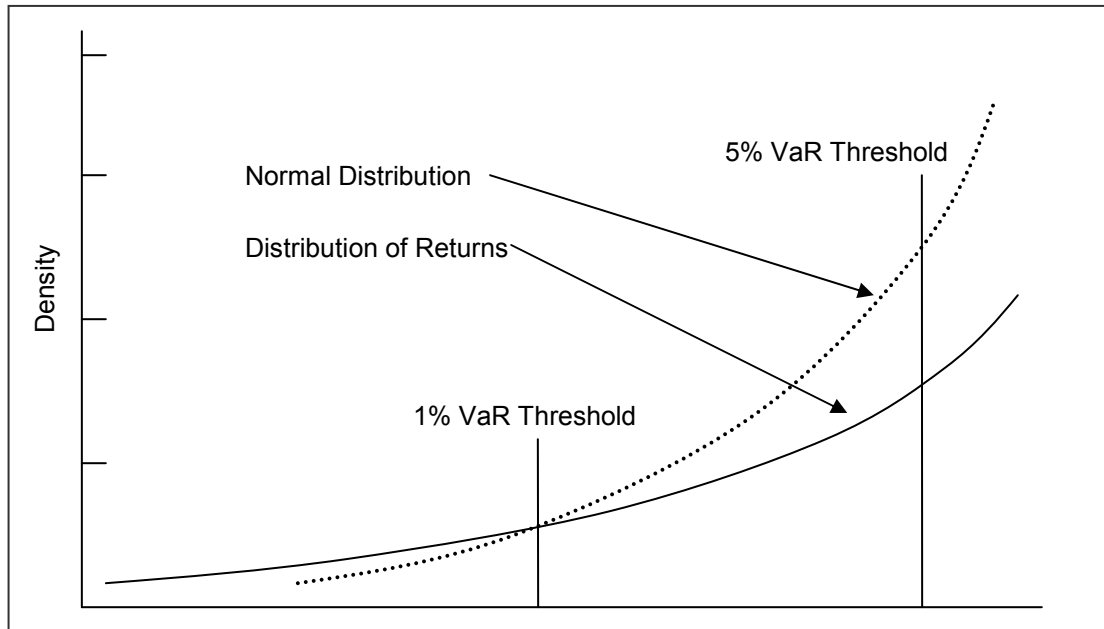 5% VaR Threshold
Normal Distribution
Distribution of Returns
Density
1% VaR Threshold